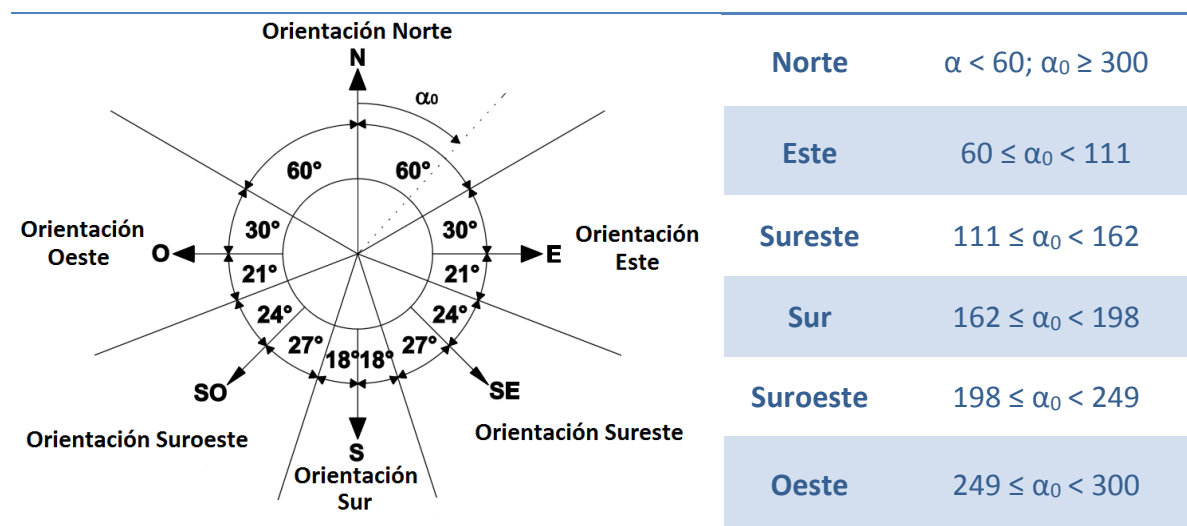 Orientación Norte
N
α₀
60° 60°
30° 30°
Orientación
Oeste
O
E
Orientación
Este
21° 21°
24° 24°
27° 18° 18° 27°
SO
SE
Orientación Suroeste
Orientación Sureste
S
Orientación
Sur
Norte α < 60; α₀ ≥ 300
Este 60 ≤ α₀ < 111
Sureste 111 ≤ α₀ < 162
Sur 162 ≤ α₀ < 198
Suroeste 198 ≤ α₀ < 249
Oeste 249 ≤ α₀ < 300